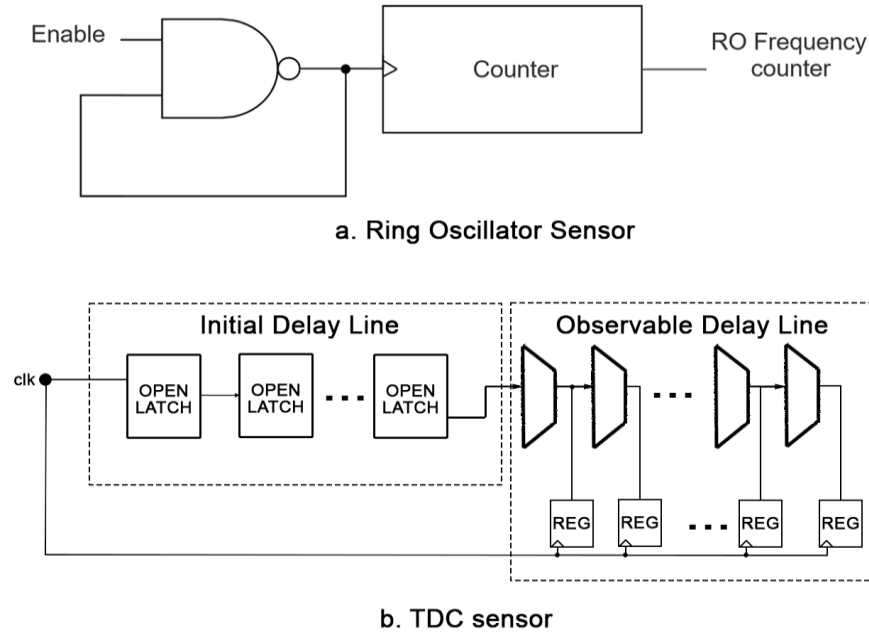 Enable
Counter
RO Frequency
counter
a. Ring Oscillator Sensor
Initial Delay Line
Observable Delay Line
clk
OPEN
LATCH
OPEN
LATCH
OPEN
LATCH
REG
REG
REG
REG
b. TDC sensor